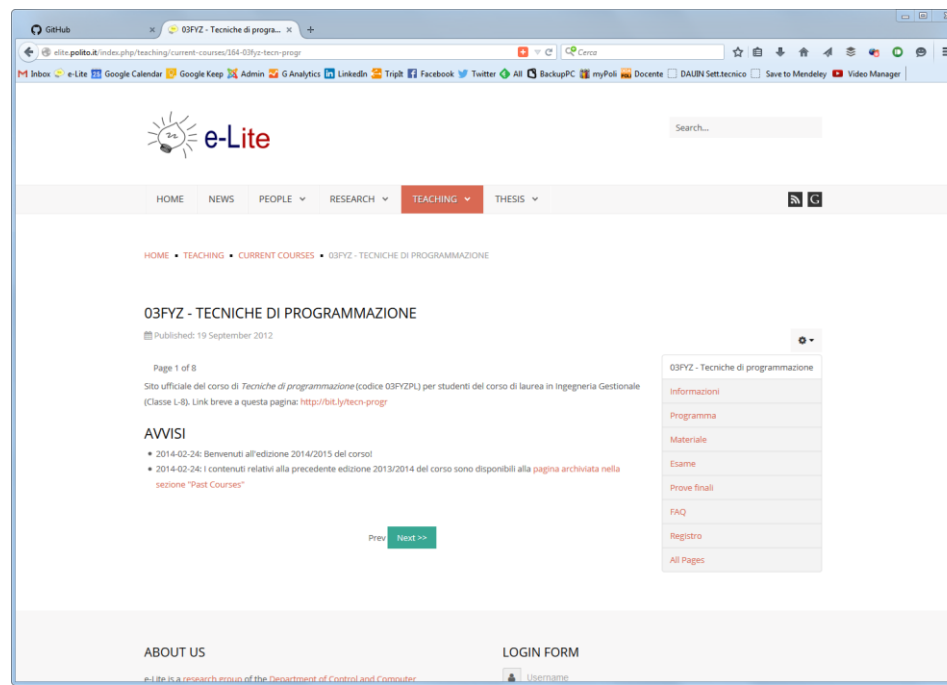 GitHub × 03FYZ - Tecniche di progra... × +
elite.polito.it/index.php/teaching/current-courses/164-03fyz-tecn-progr Cerca
Inbox e-Lite Google Calendar Google Keep Admin G Analytics LinkedIn TripIt Facebook Twitter All BackupPC myPoli Docente DAUIN Sett.tecnico Save to Mendeley Video Manager
e-Lite
Search...
HOME NEWS PEOPLE RESEARCH TEACHING THESIS G
HOME • TEACHING • CURRENT COURSES • 03FYZ - TECNICHE DI PROGRAMMAZIONE
03FYZ - TECNICHE DI PROGRAMMAZIONE
Published: 19 September 2012
Page 1 of 8
Sito ufficiale del corso di Tecniche di programmazione (codice 03FYZPL) per studenti del corso di laurea in Ingegneria Gestionale
(Classe L-8). Link breve a questa pagina: http://bit.ly/tecn-progr
AVVISI
• 2014-02-24: Benvenuti all'edizione 2014/2015 del corso!
• 2014-02-24: I contenuti relativi alla precedente edizione 2013/2014 del corso sono disponibili alla pagina archiviata nella
sezione "Past Courses"
Prev Next >>
03FYZ - Tecniche di programmazione
Informazioni
Programma
Materiale
Esame
Prove finali
FAQ
Registro
All Pages
ABOUT US
e-Lite is a research group of the Department of Control and Computer
LOGIN FORM
Username